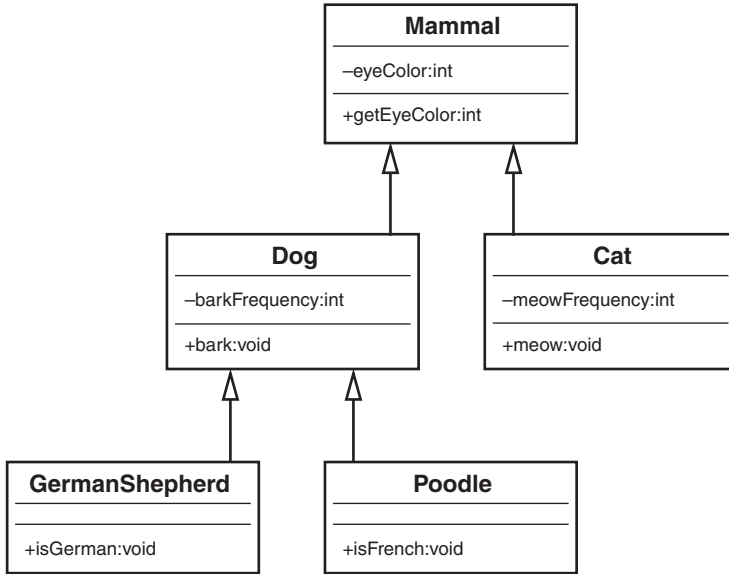 Mammal
–eyeColor:int
+getEyeColor:int
Dog
–barkFrequency:int
+bark:void
Cat
–meowFrequency:int
+meow:void
GermanShepherd
+isGerman:void
Poodle
+isFrench:void